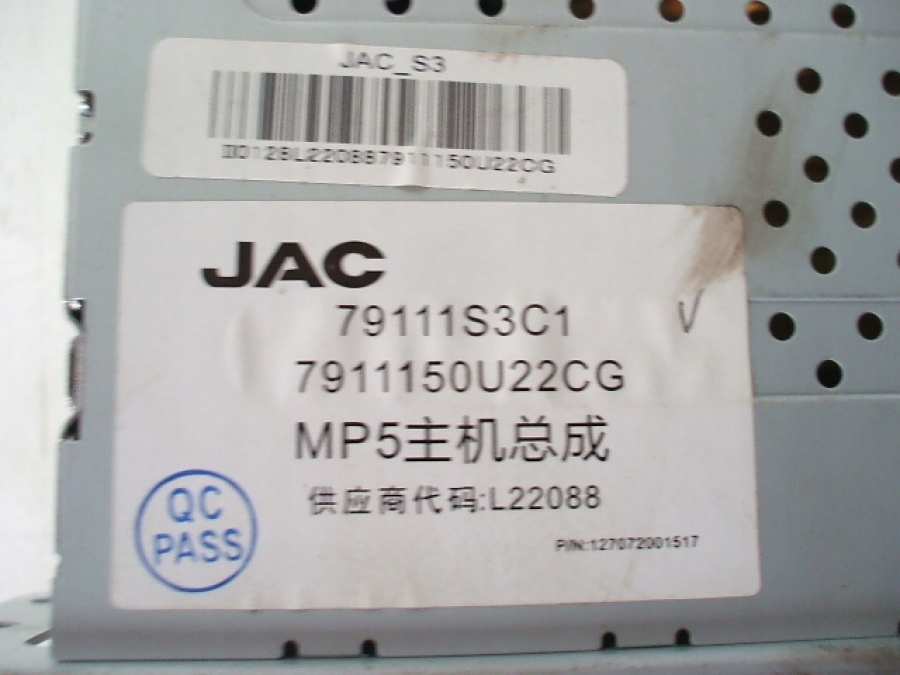 JAC_S3
II0128L220887911150U22CG
JAC
79111S3C1
7911150U22CG
MP5主机总成
供应商代码:L22088
P/N:127072001517
QC
PASS
V